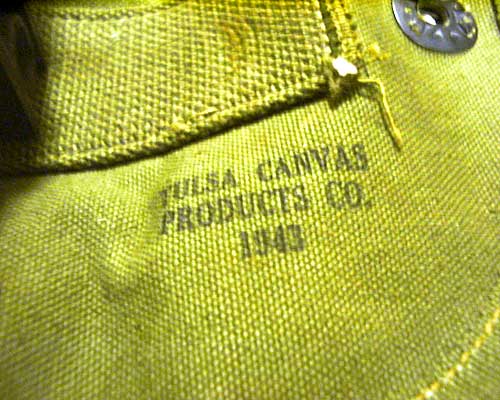 TULSA CANVAS
PRODUCTS CO.
1943